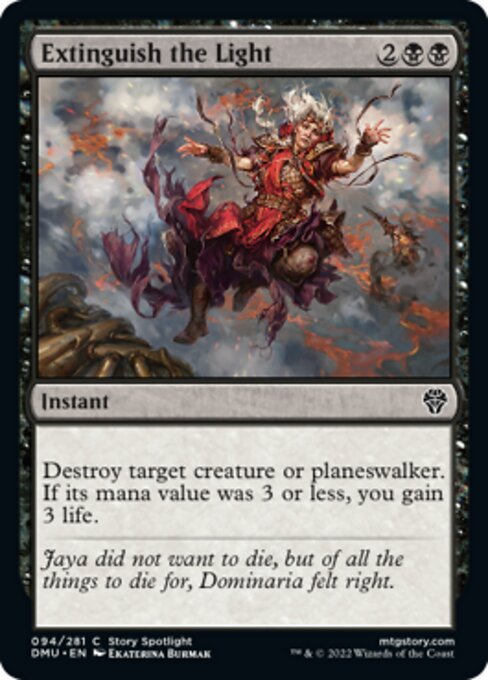 Extinguish the Light 2
Instant
Destroy target creature or planeswalker.
If its mana value was 3 or less, you gain
3 life.
Jaya did not want to die, but of all the
things to die for, Dominaria felt right.
094/281 C Story Spotlight mtgstory.com
DMU • EN Ekaterina Burmak ™ & © 2022 Wizards of the Coast